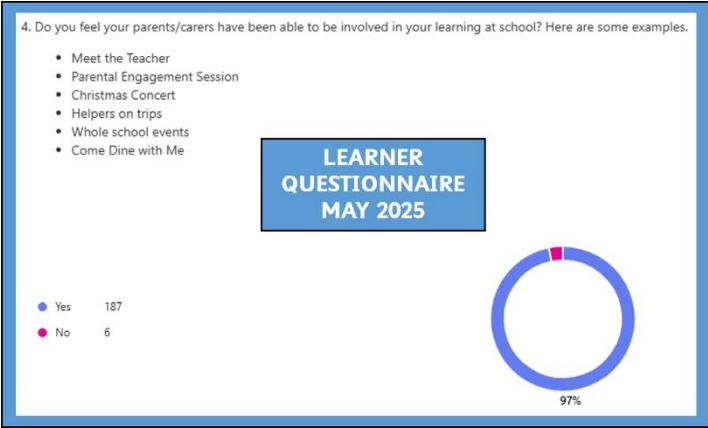 4. Do you feel your parents/carers have been able to be involved in your learning at school? Here are some examples.
• Meet the Teacher
• Parental Engagement Session
• Christmas Concert
• Helpers on trips
• Whole school events
• Come Dine with Me
LEARNER
QUESTIONNAIRE
MAY 2025
Yes 187
No 6
97%